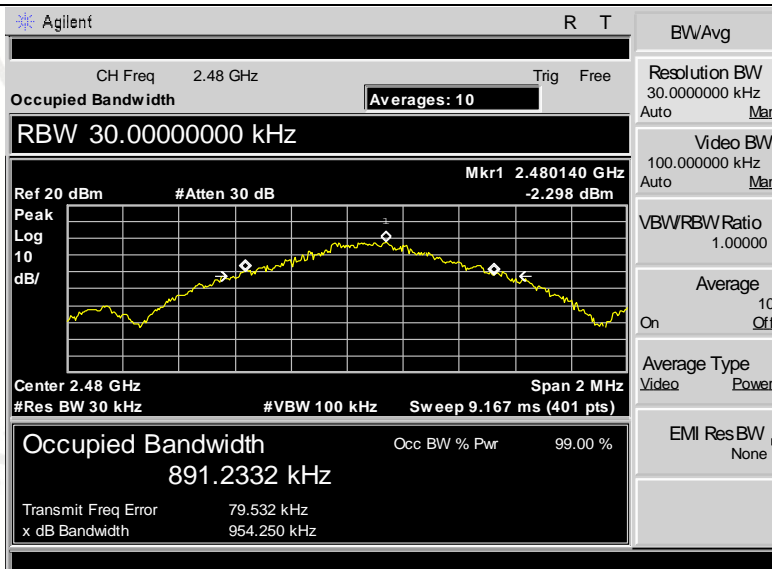 Agilent R T
CH Freq 2.48 GHz Trig Free
Occupied Bandwidth Averages: 10
RBW 30.00000000 kHz
Mkr1 2.480140 GHz
Ref 20 dBm #Atten 30 dB -2.298 dBm
Peak
Log
10
dB/
1
Center 2.48 GHz Span 2 MHz
#Res BW 30 kHz #VBW 100 kHz Sweep 9.167 ms (401 pts)
Occupied Bandwidth Occ BW % Pwr 99.00 %
891.2332 kHz
Transmit Freq Error 79.532 kHz
x dB Bandwidth 954.250 kHz
BW/Avg
Resolution BW
30.0000000 kHz
Auto Man
Video BW
100.000000 kHz
Auto Man
VBW/RBW Ratio
1.00000
Average
10
On Off
Average Type
Video Power
EMI Res BW
None